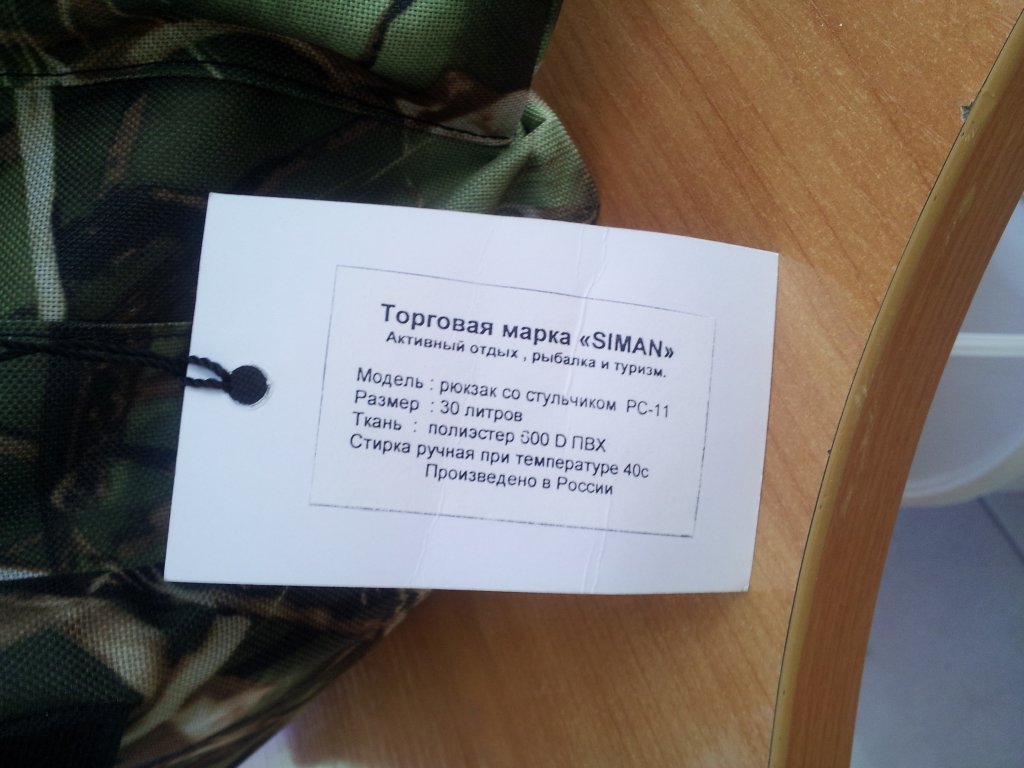 Торговая марка «SIMAN»
Активный отдых , рыбалка и туризм.
Модель : рюкзак со стульчиком РС-11
Размер : 30 литров
Ткань : полиэстер 600 D ПВХ
Стирка ручная при температуре 40с
Произведено в России